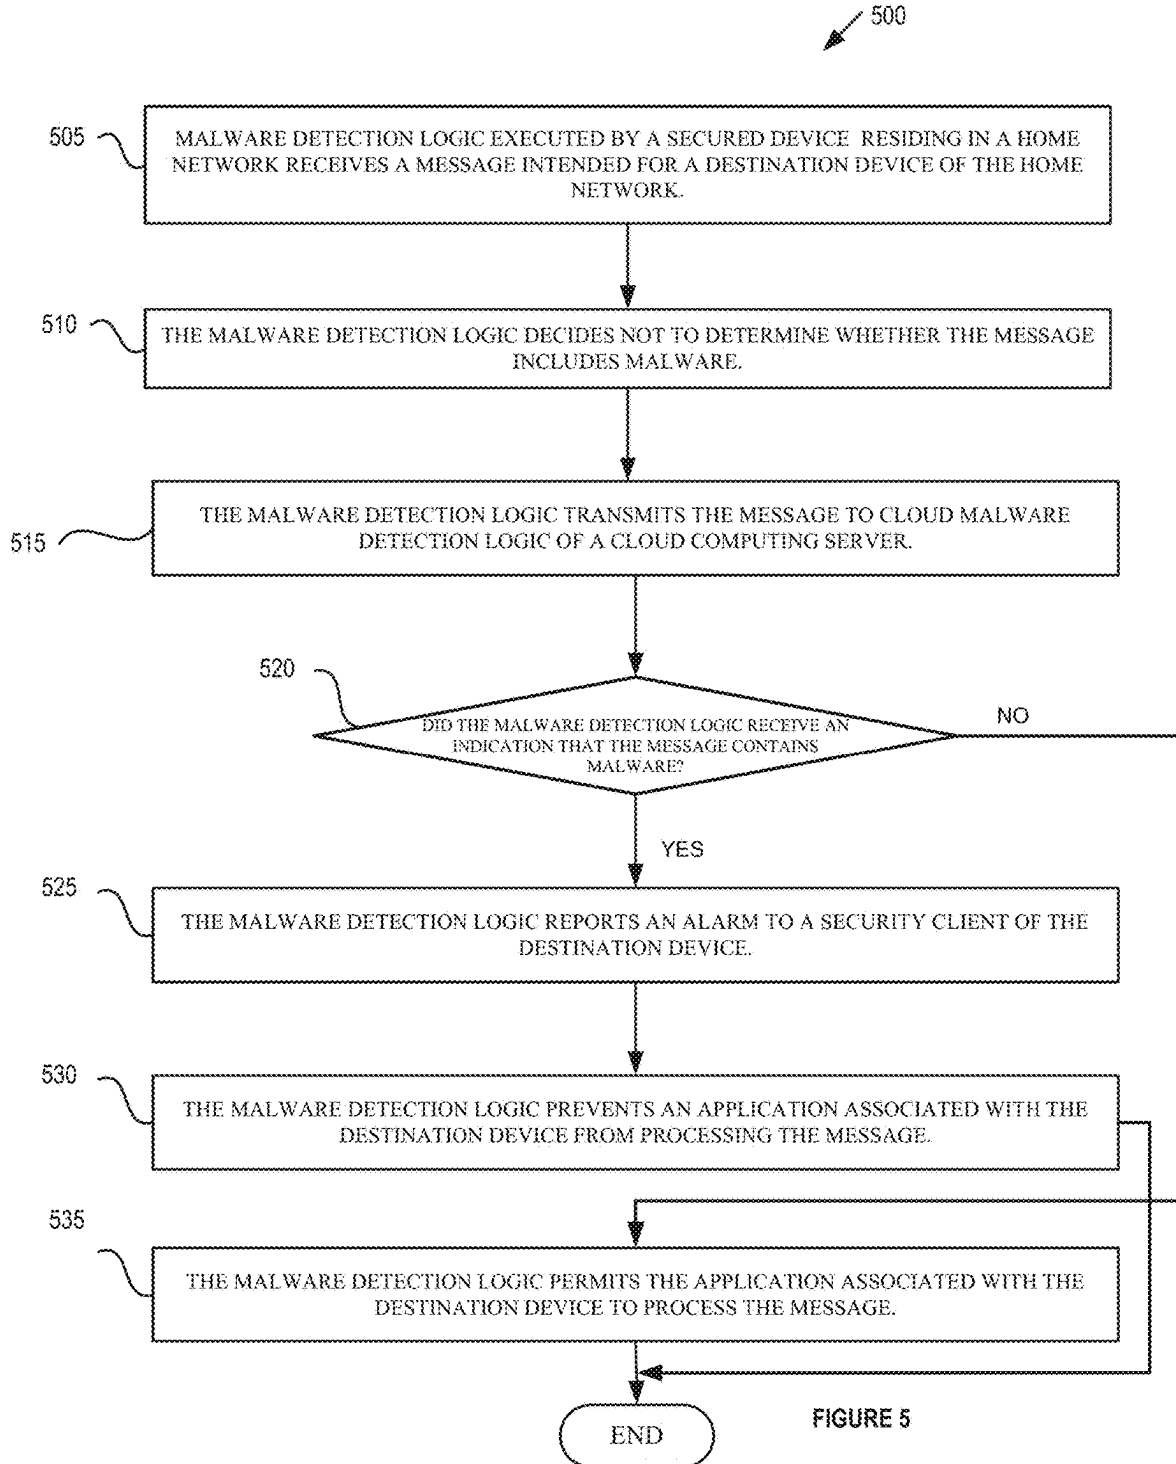 500
505
MALWARE DETECTION LOGIC EXECUTED BY A SECURED DEVICE RESIDING IN A HOME
NETWORK RECEIVES A MESSAGE INTENDED FOR A DESTINATION DEVICE OF THE HOME
NETWORK.
510
THE MALWARE DETECTION LOGIC DECIDES NOT TO DETERMINE WHETHER THE MESSAGE
INCLUDES MALWARE.
515
THE MALWARE DETECTION LOGIC TRANSMITS THE MESSAGE TO CLOUD MALWARE
DETECTION LOGIC OF A CLOUD COMPUTING SERVER.
520
DID THE MALWARE DETECTION LOGIC RECEIVE AN
INDICATION THAT THE MESSAGE CONTAINS
MALWARE?
NO
YES
525
THE MALWARE DETECTION LOGIC REPORTS AN ALARM TO A SECURITY CLIENT OF THE
DESTINATION DEVICE.
530
THE MALWARE DETECTION LOGIC PREVENTS AN APPLICATION ASSOCIATED WITH THE
DESTINATION DEVICE FROM PROCESSING THE MESSAGE.
535
THE MALWARE DETECTION LOGIC PERMITS THE APPLICATION ASSOCIATED WITH THE
DESTINATION DEVICE TO PROCESS THE MESSAGE.
END
FIGURE 5